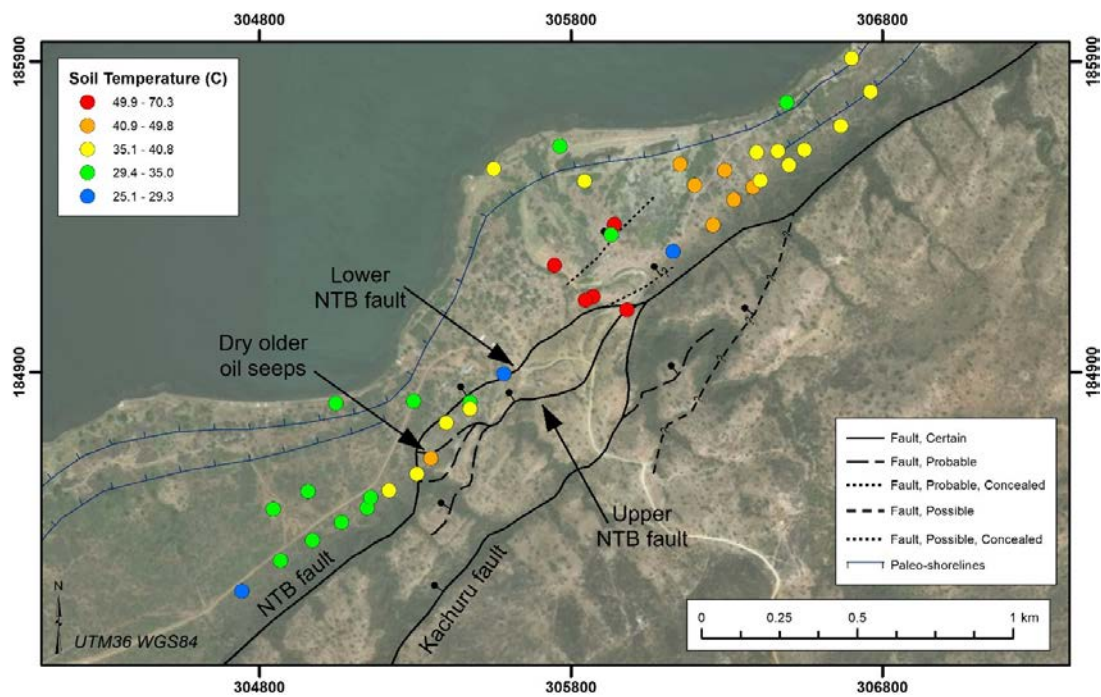 304800
305800
306800
185900
185900
Soil Temperature (C)
49.9 - 70.3
40.9 - 49.8
35.1 - 40.8
29.4 - 35.0
25.1 - 29.3
Lower
NTB fault
Dry older
oil seeps
184900
184900
Fault, Certain
Fault, Probable
Fault, Probable, Concealed
Fault, Possible
Fault, Possible, Concealed
Paleo-shorelines
Upper
NTB fault
NTB fault
Kachuru fault
N
UTM36 WGS84
0
0.25
0.5
1 km
304800
305800
306800